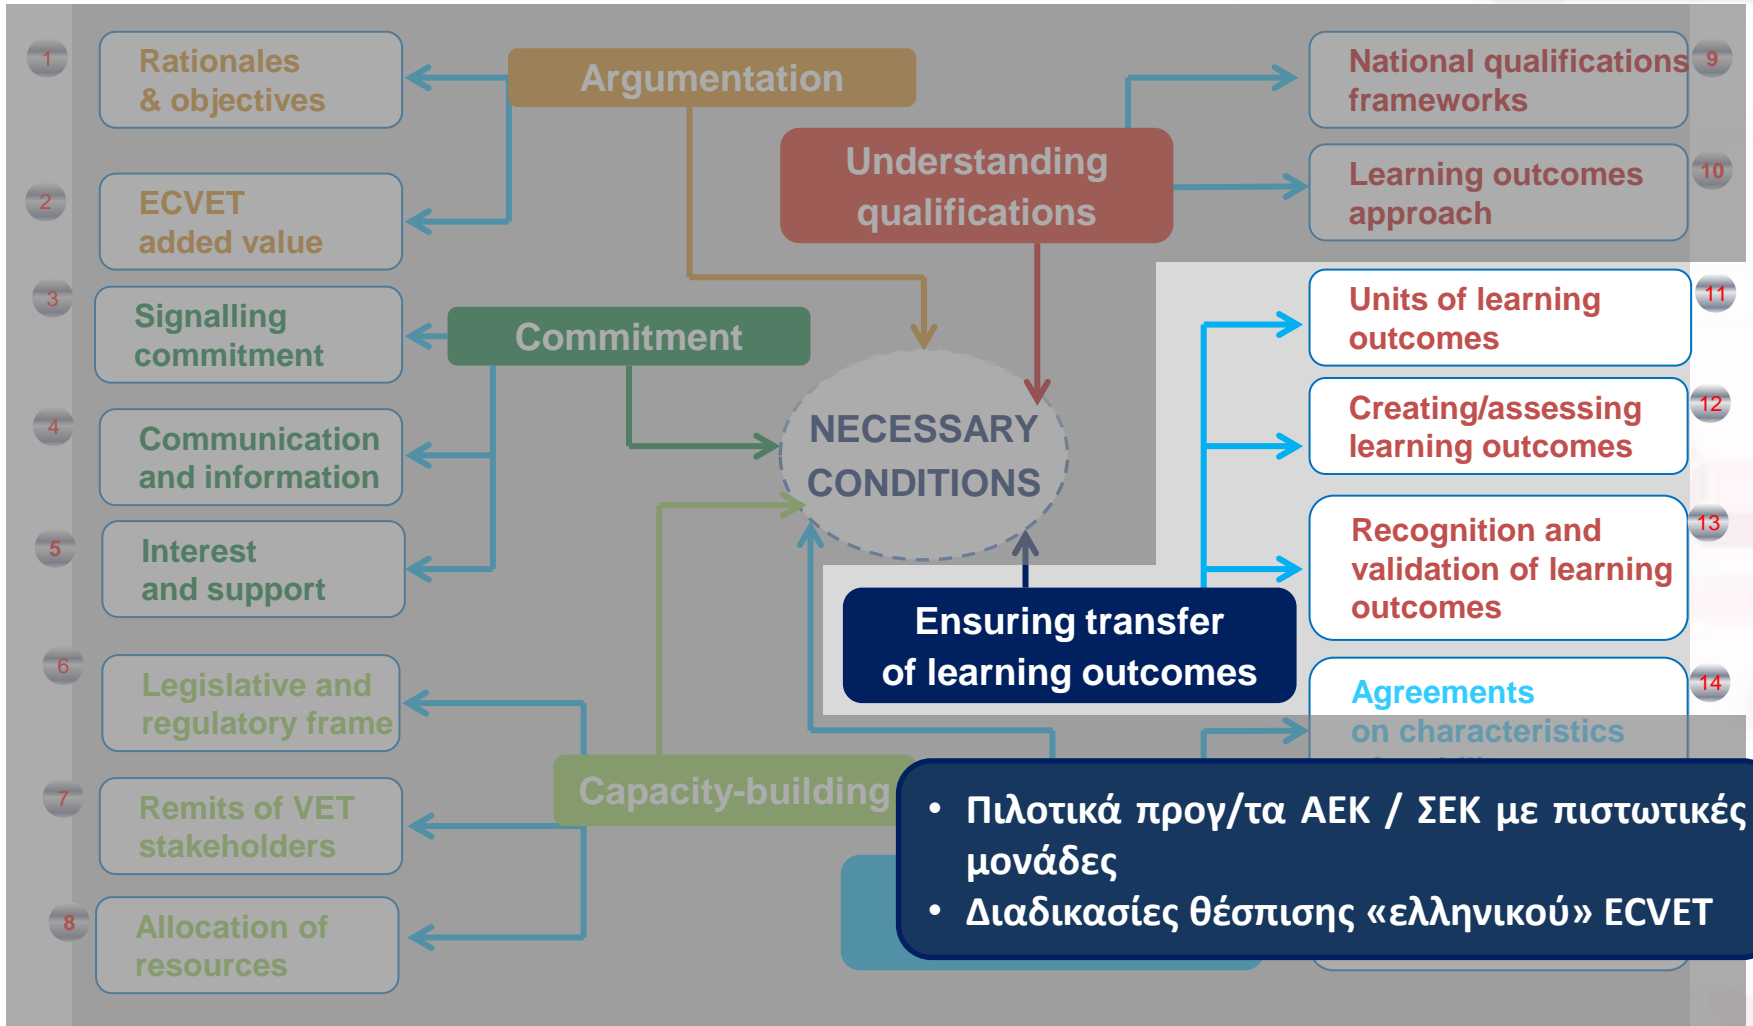 1
Rationales
& objectives
2
ECVET
added value
3
Signalling
commitment
4
Communication
and information
5
Interest
and support
6
Legislative and
regulatory frame
7
Remits of VET
stakeholders
8
Allocation of
resources
Argumentation
Commitment
Capacity-building
Understanding
qualifications
NECESSARY
CONDITIONS
Ensuring transfer
of learning outcomes
National qualifications
frameworks
9
Learning outcomes
approach
10
Units of learning
outcomes
11
Creating/assessing
learning outcomes
12
Recognition and
validation of learning
outcomes
13
Agreements
on characteristics
14
• Πιλοτικά προγ/τα ΑΕΚ / ΣΕΚ με πιστωτικές
μονάδες
• Διαδικασίες θέσπισης «ελληνικού» ECVET